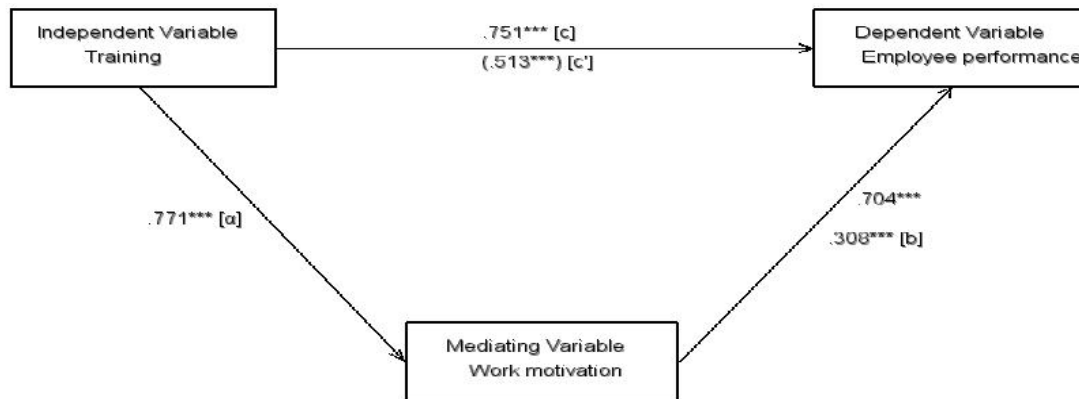 Independent Variable
Training
.751*** [c]
(.513***) [c']
Dependent Variable
Employee performance
.771*** [a]
.704***
.308*** [b]
Mediating Variable
Work motivation